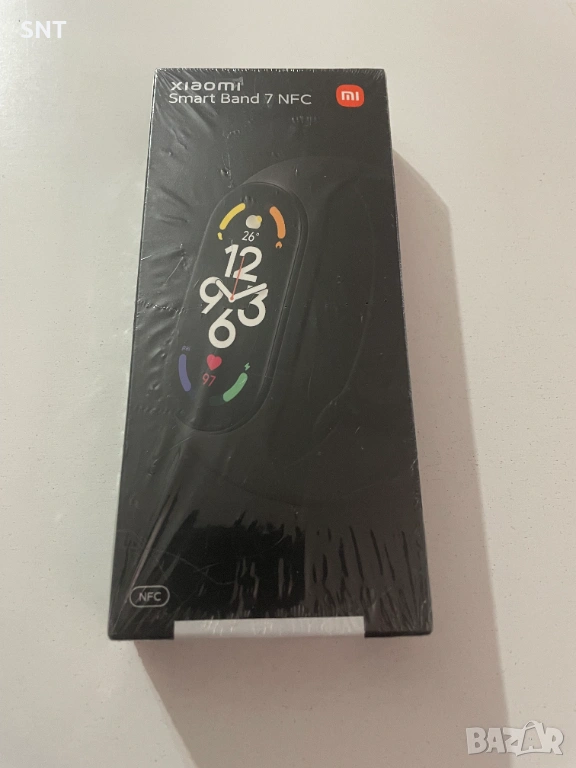 SNT
xiaomi
Smart Band 7 NFC
mi
26°
12
9 3
6
97
NFC
BAZAR